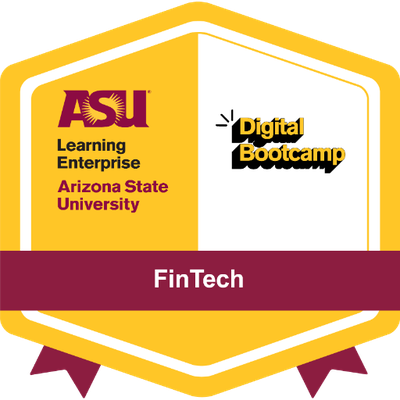 ASU
Learning
Enterprise
Arizona State
University
Digital
Bootcamp
FinTech